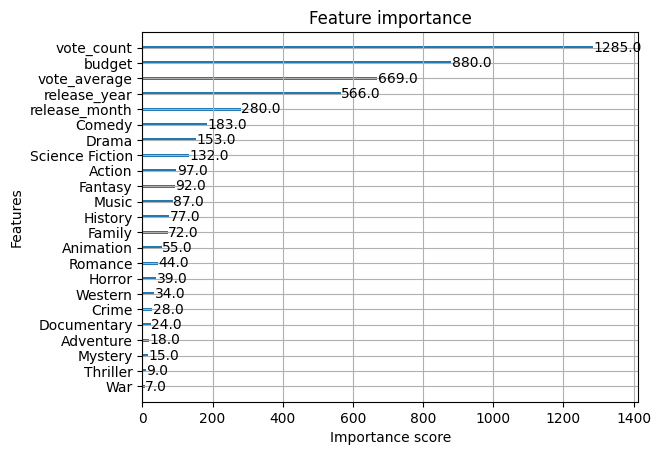 Feature importance
Features
vote_count 1285.0
budget 880.0
vote_average 669.0
release_year 566.0
release_month 280.0
Comedy 183.0
Drama 153.0
Science Fiction 132.0
Action 97.0
Fantasy 92.0
Music 87.0
History 77.0
Family 72.0
Animation 55.0
Romance 44.0
Horror 39.0
Western 34.0
Crime 28.0
Documentary 24.0
Adventure 18.0
Mystery 15.0
Thriller 9.0
War 7.0
0 200 400 600 800 1000 1200 1400
Importance score